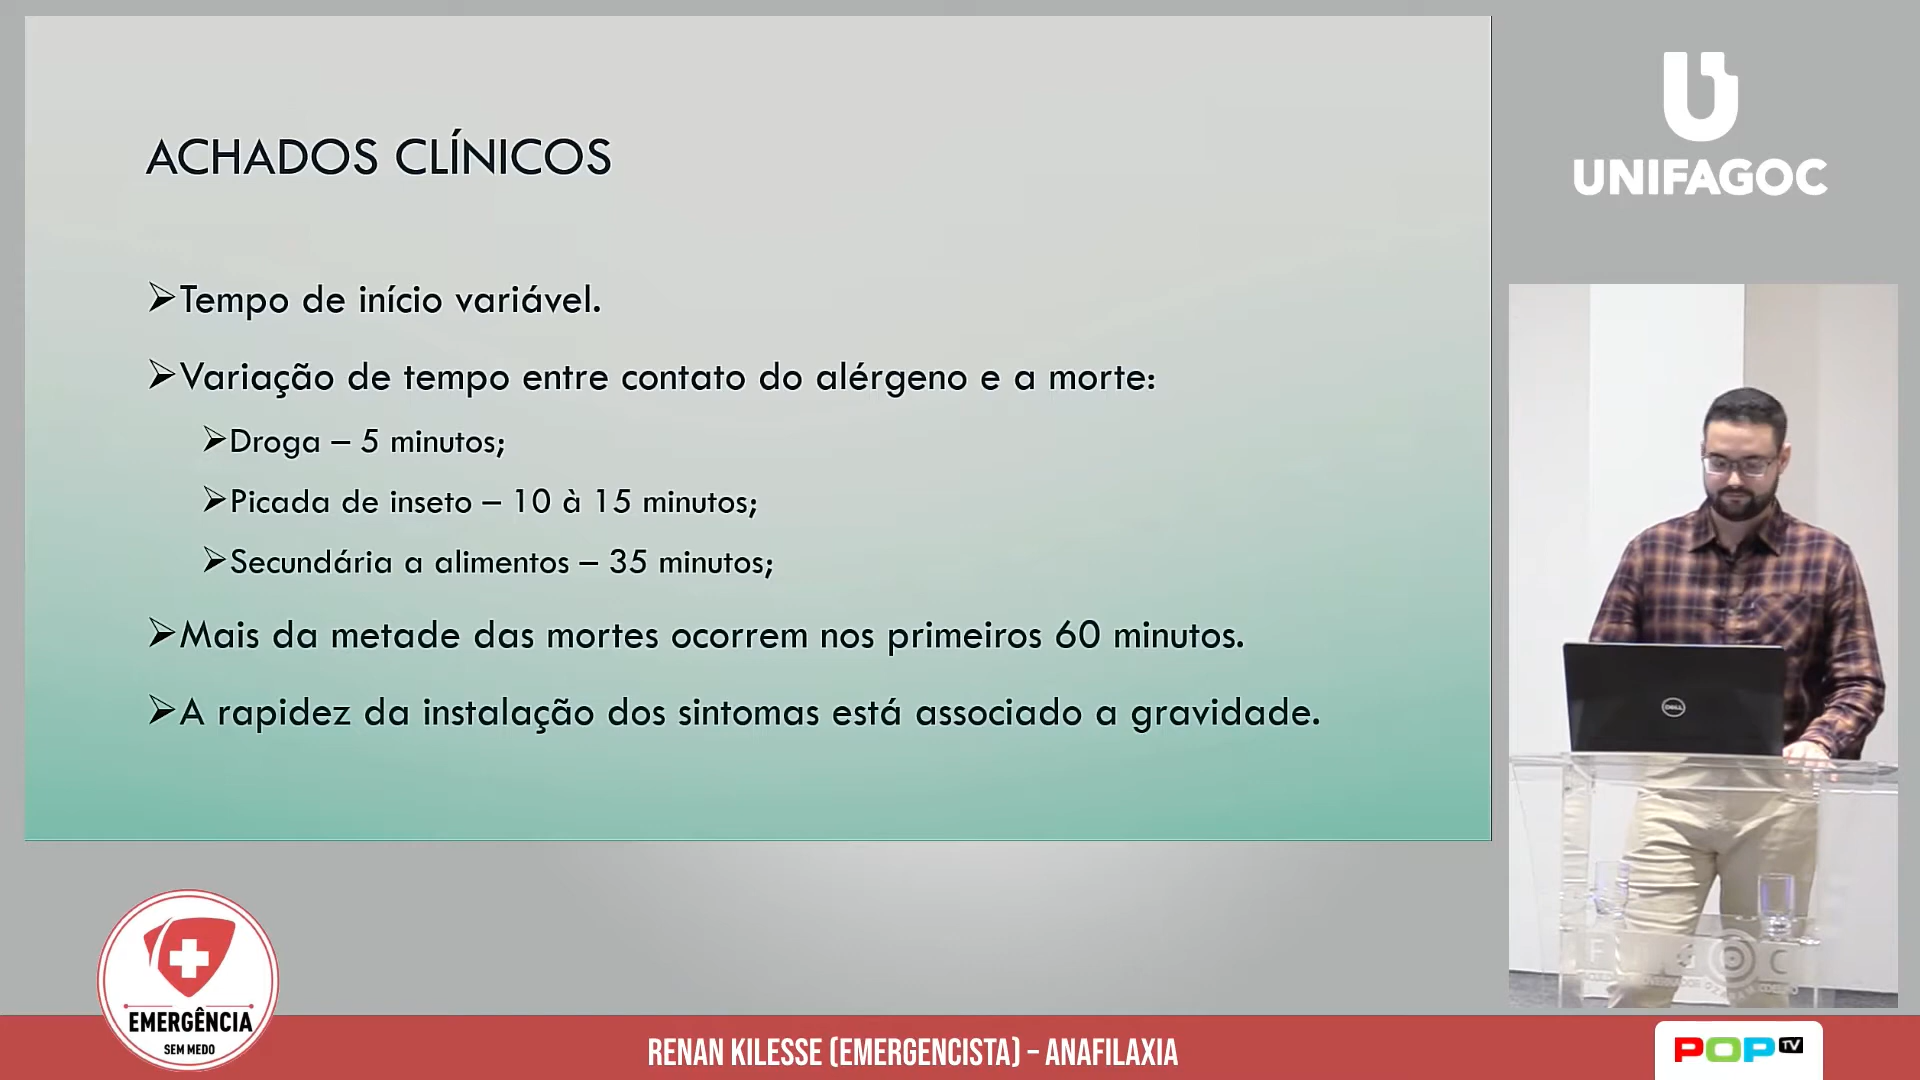 ACHADOS CLÍNICOS
Tempo de início variável.
Variação de tempo entre contato do alérgeno e a morte:
Droga – 5 minutos;
Picada de inseto – 10 à 15 minutos;
Secundária a alimentos – 35 minutos;
Mais da metade das mortes ocorrem nos primeiros 60 minutos.
A rapidez da instalação dos sintomas está associado a gravidade.
UNIFAGOC
DELL
EMERGÊNCIA
SEM MEDO
RENAN KILESSE (EMERGENCISTA) – ANAFILAXIA
POP TV